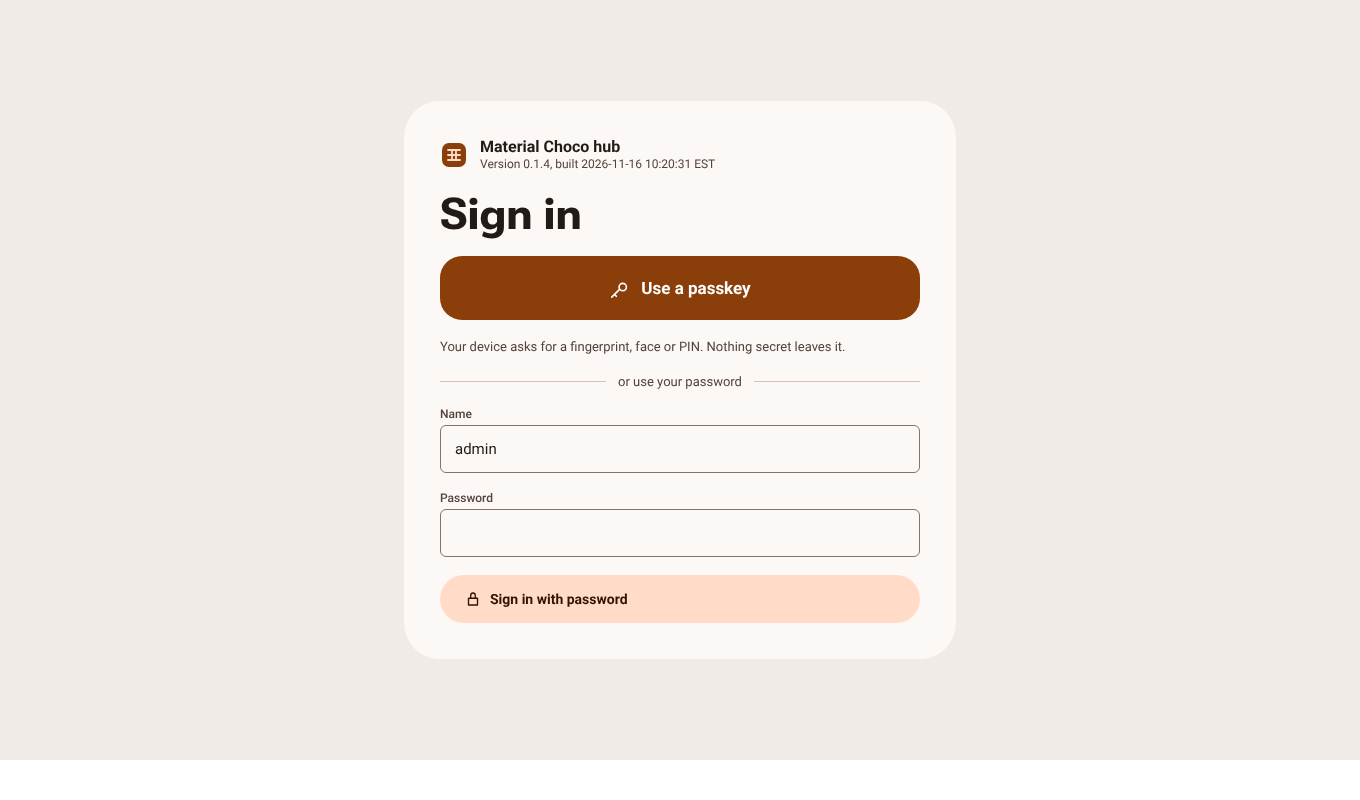 Material Choco hub
Version 0.1.4, built 2026-11-16 10:20:31 EST
Sign in
Use a passkey
Your device asks for a fingerprint, face or PIN. Nothing secret leaves it.
or use your password
Name
admin
Password
Sign in with password